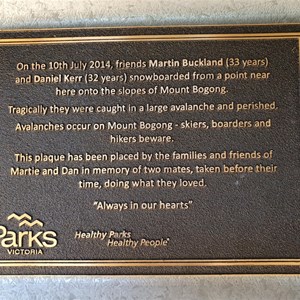 On the 10th July 2014, friends Martin Buckland (33 years)
and Daniel Kerr (32 years) snowboarded from a point near
here onto the slopes of Mount Bogong.
Tragically they were caught in a large avalanche and perished.
Avalanches occur on Mount Bogong - skiers, boarders and
hikers beware.
This plaque has been placed by the families and friends of
Martie and Dan in memory of two mates, taken before their
time, doing what they loved.
"Always in our hearts"
Parks
VICTORIA
Healthy Parks
Healthy People®